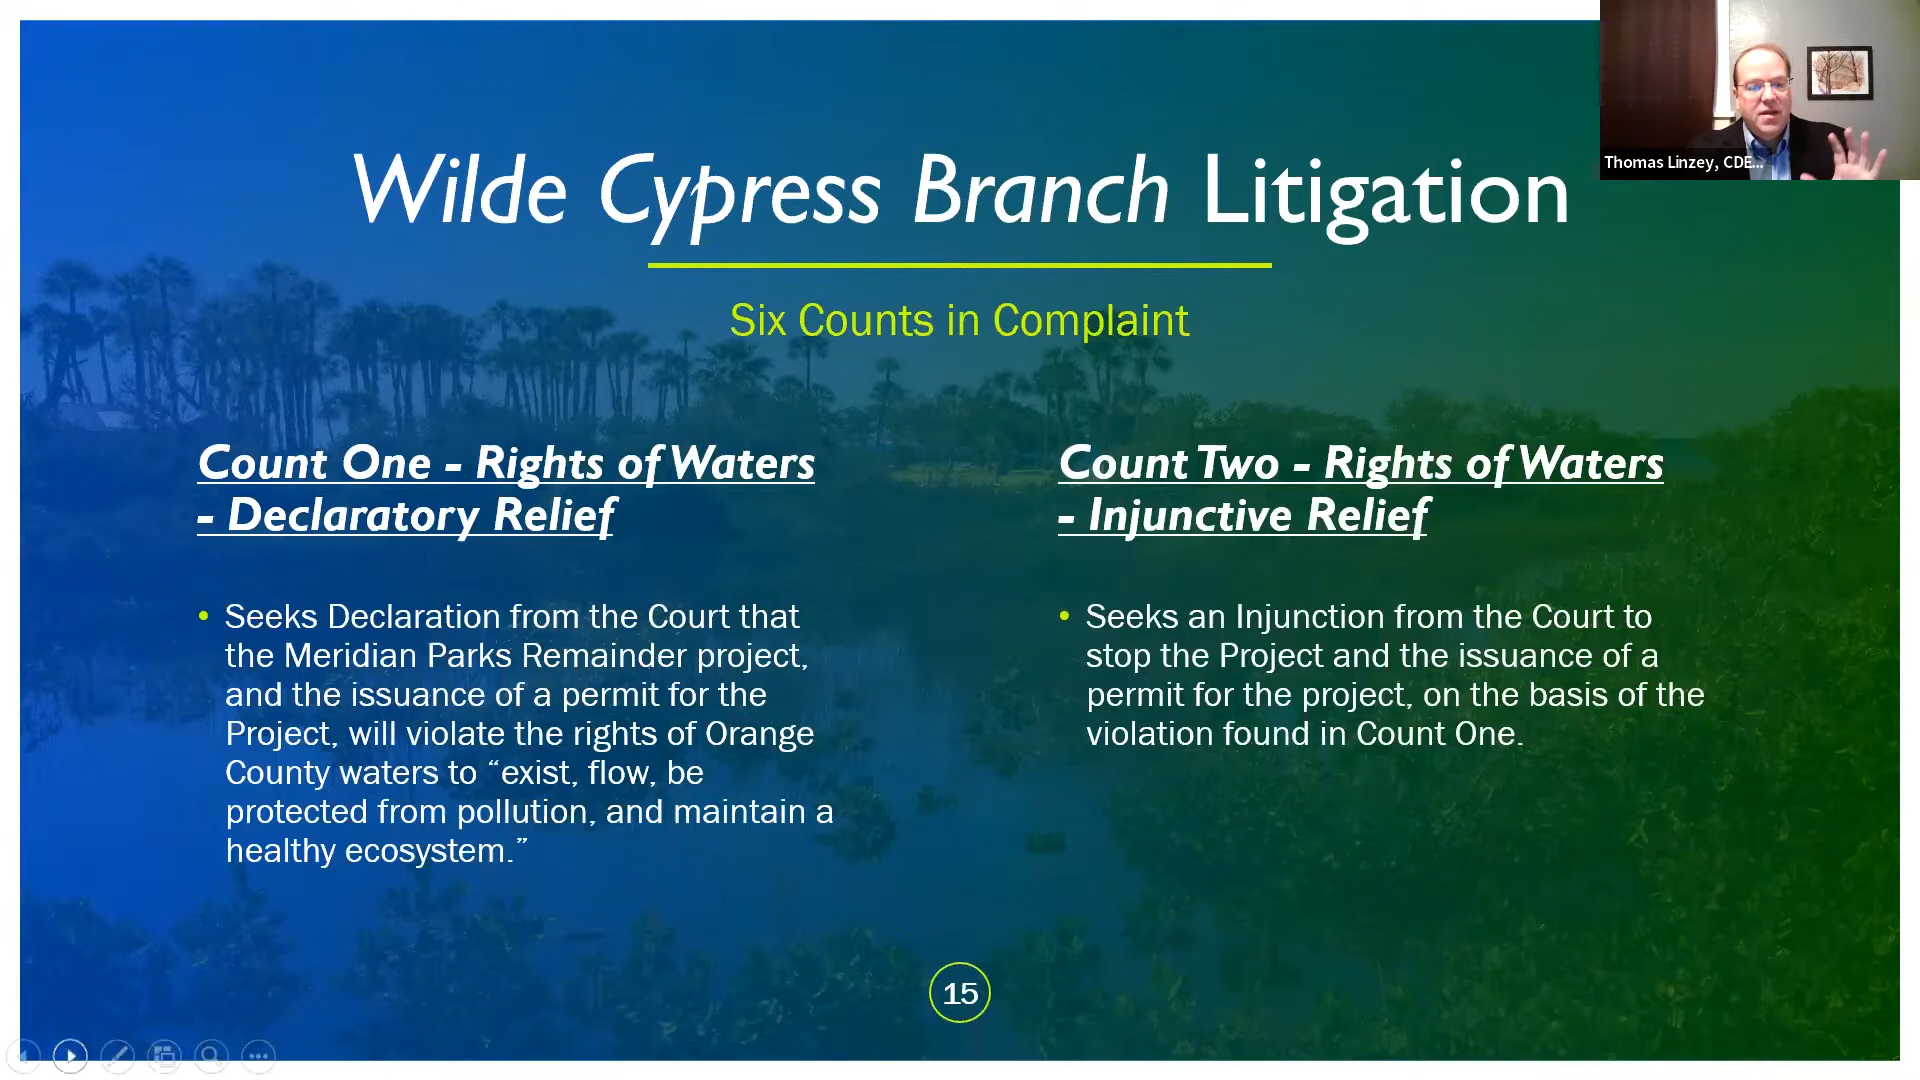 Thomas Linzey, CDE...
Wilde Cypress Branch Litigation
Six Counts in Complaint
Count One - Rights of Waters
- Declaratory Relief
• Seeks Declaration from the Court that
the Meridian Parks Remainder project,
and the issuance of a permit for the
Project, will violate the rights of Orange
County waters to “exist, flow, be
protected from pollution, and maintain a
healthy ecosystem.”
Count Two - Rights of Waters
- Injunctive Relief
• Seeks an Injunction from the Court to
stop the Project and the issuance of a
permit for the project, on the basis of the
violation found in Count One.
15